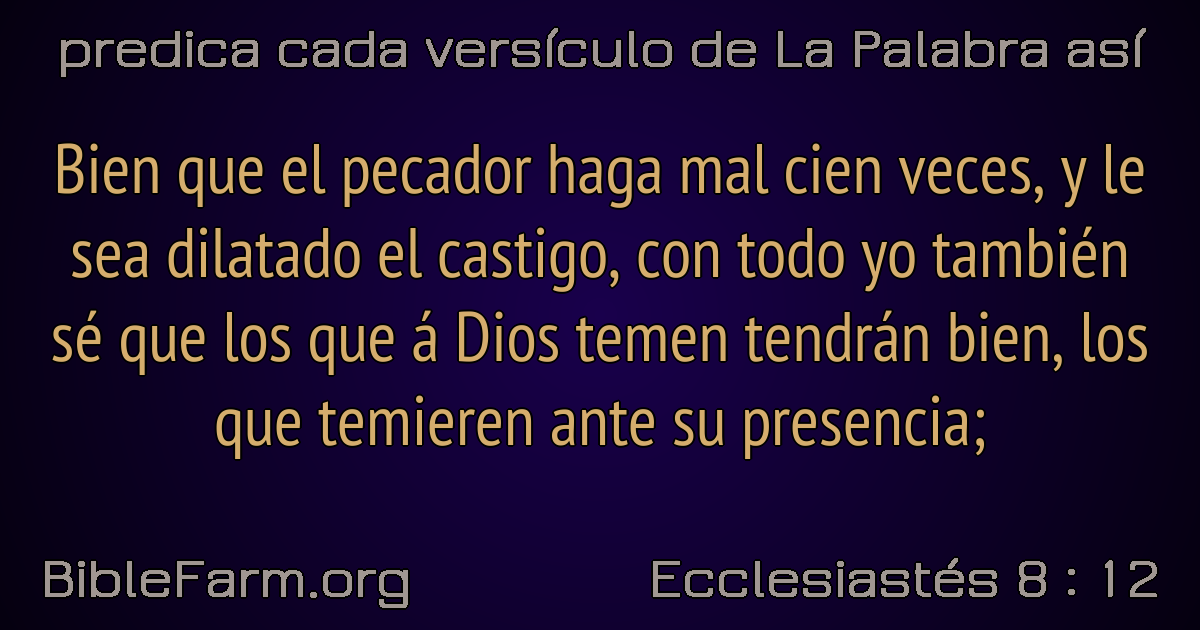 predica cada versículo de La Palabra así
Bien que el pecador haga mal cien veces, y le
sea dilatado el castigo, con todo yo también
sé que los que á Dios temen tendrán bien, los
que temieren ante su presencia;
BibleFarm.org
Ecclesiastés 8 : 12